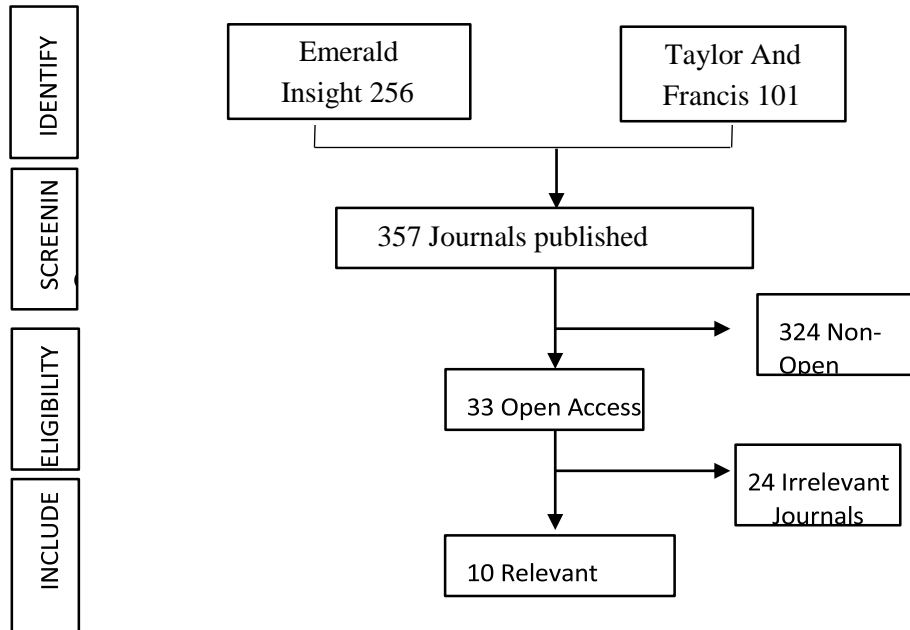 IDENTIFY
Emerald
Insight 256
Taylor And
Francis 101
SCREENIN
357 Journals published
324 Non-
Open
ELIGIBILITY
33 Open Access
24 Irrelevant
Journals
INCLUDE
10 Relevant